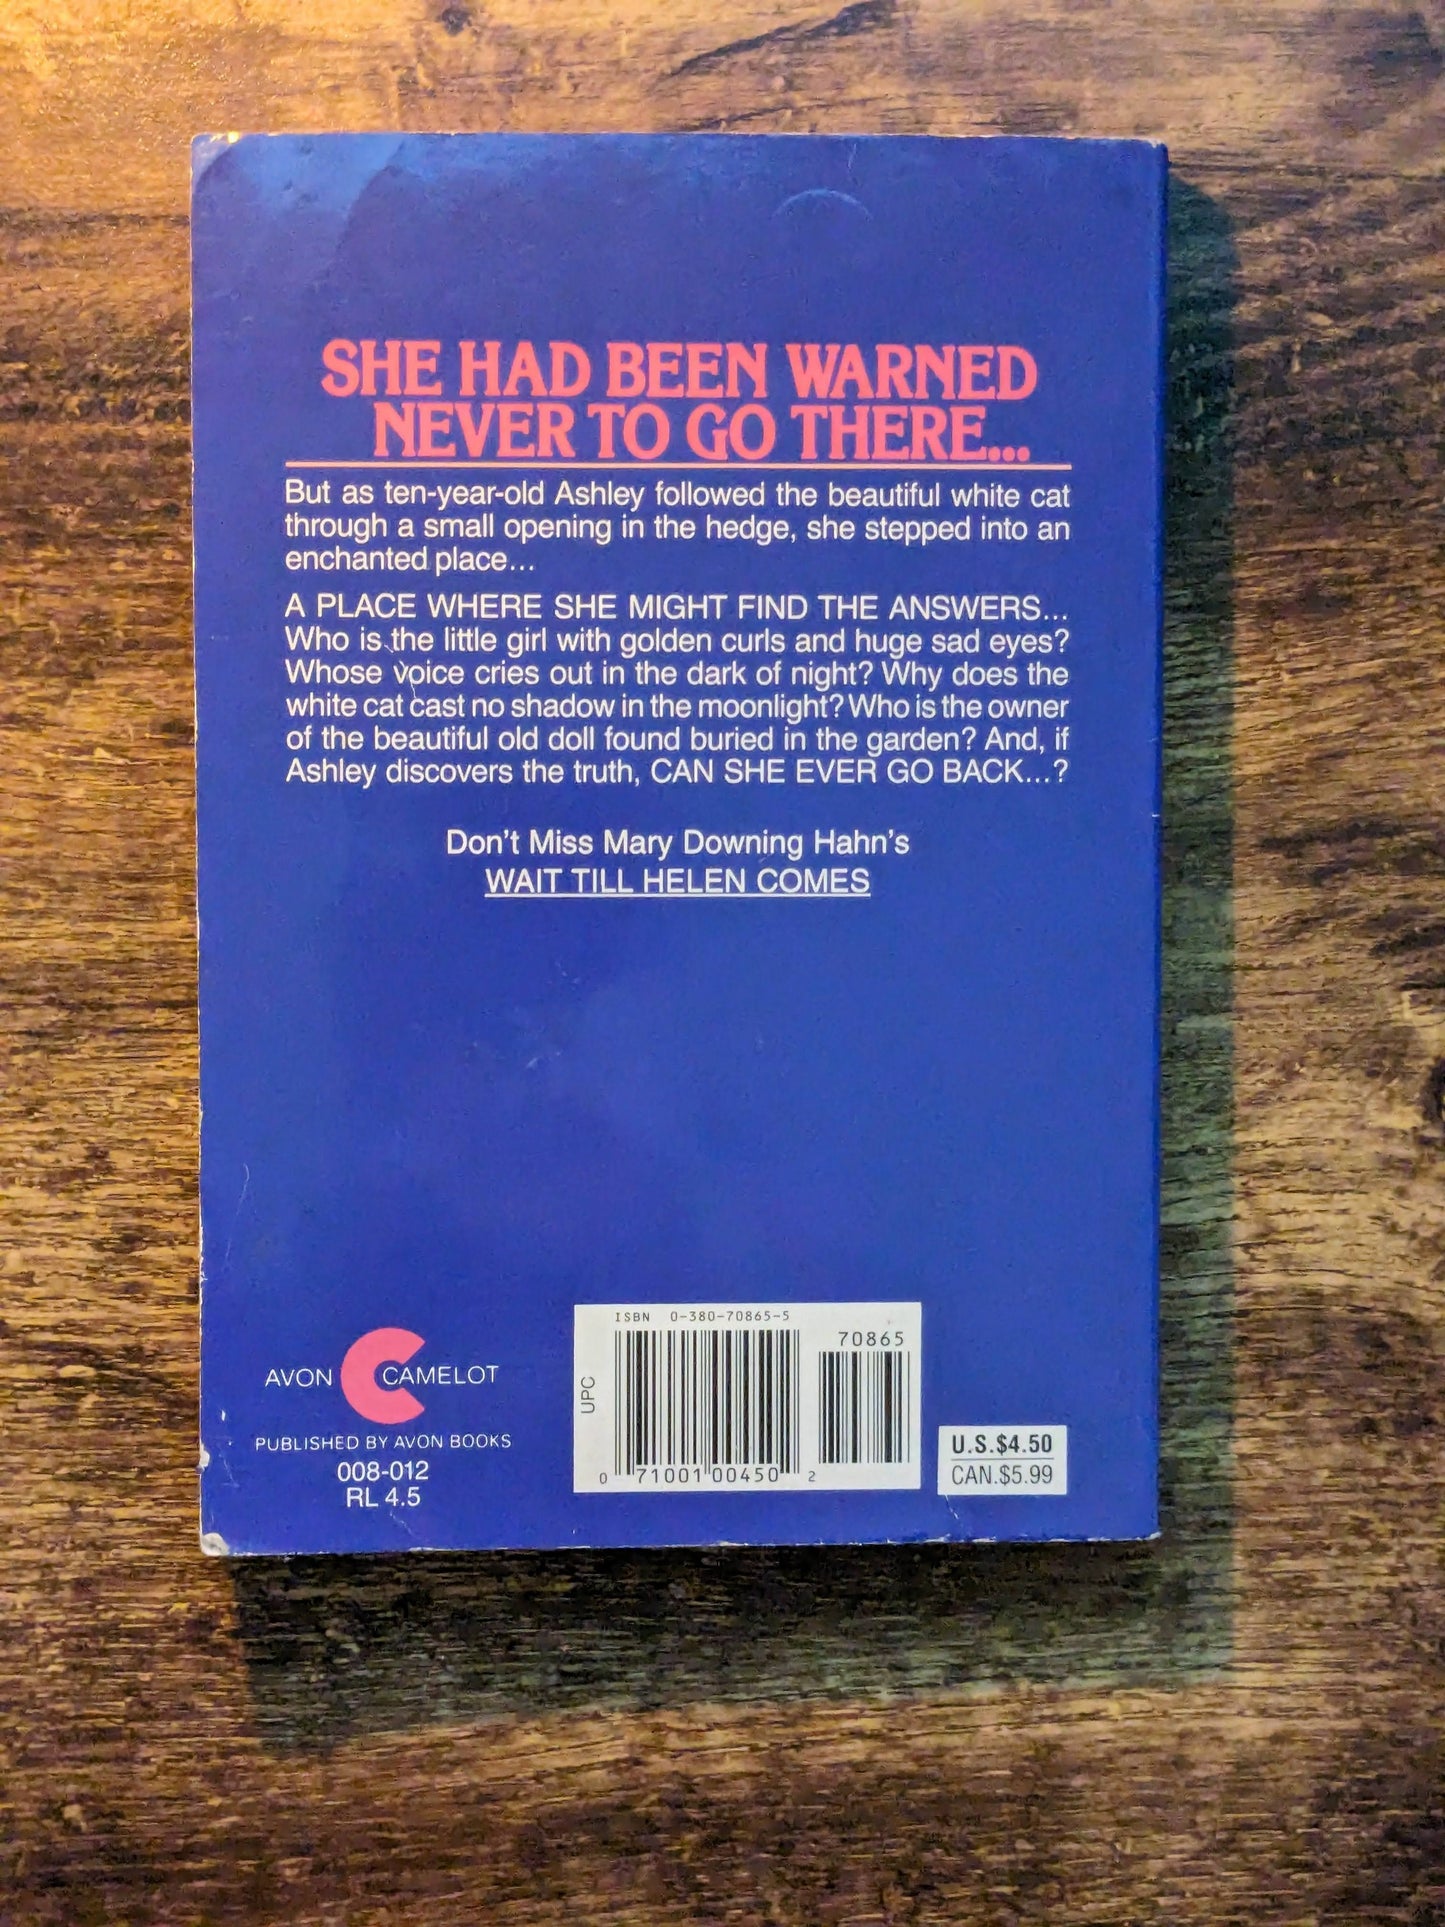 SHE HAD BEEN WARNED
NEVER TO GO THERE...
But as ten-year-old Ashley followed the beautiful white cat
through a small opening in the hedge, she stepped into an
enchanted place...
A PLACE WHERE SHE MIGHT FIND THE ANSWERS...
Who is the little girl with golden curls and huge sad eyes?
Whose voice cries out in the dark of night? Why does the
white cat cast no shadow in the moonlight? Who is the owner
of the beautiful old doll found buried in the garden? And, if
Ashley discovers the truth, CAN SHE EVER GO BACK...?
Don't Miss Mary Downing Hahn's
WAIT TILL HELEN COMES
AVON CAMELOT
PUBLISHED BY AVON BOOKS
008-012
RL 4.5
ISBN 0-380-70865-5
70865
UPC
0 71001 00450 2
U.S.$4.50
CAN.$5.99